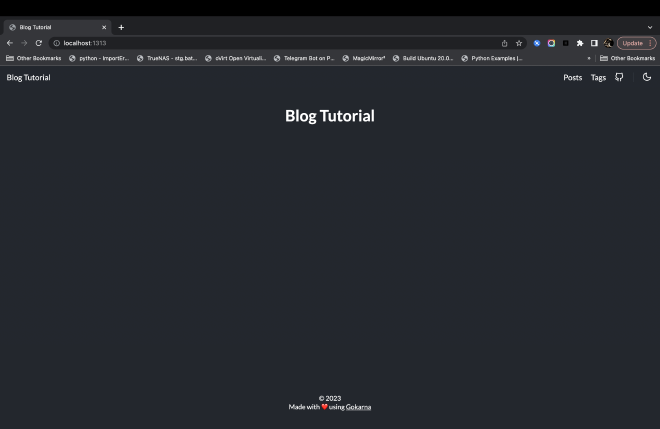 Blog Tutorial
localhost:1313
Update
Other Bookmarks
python - ImportEr...
TrueNAS - stg.bat...
oVirt Open Virtuali...
Telegram Bot on P...
MagicMirror²
Build Ubuntu 20.0...
Python Examples |...
»
Other Bookmarks
Blog Tutorial
Posts
Tags
Blog Tutorial
© 2023
Made with ❤️ using Gokarna